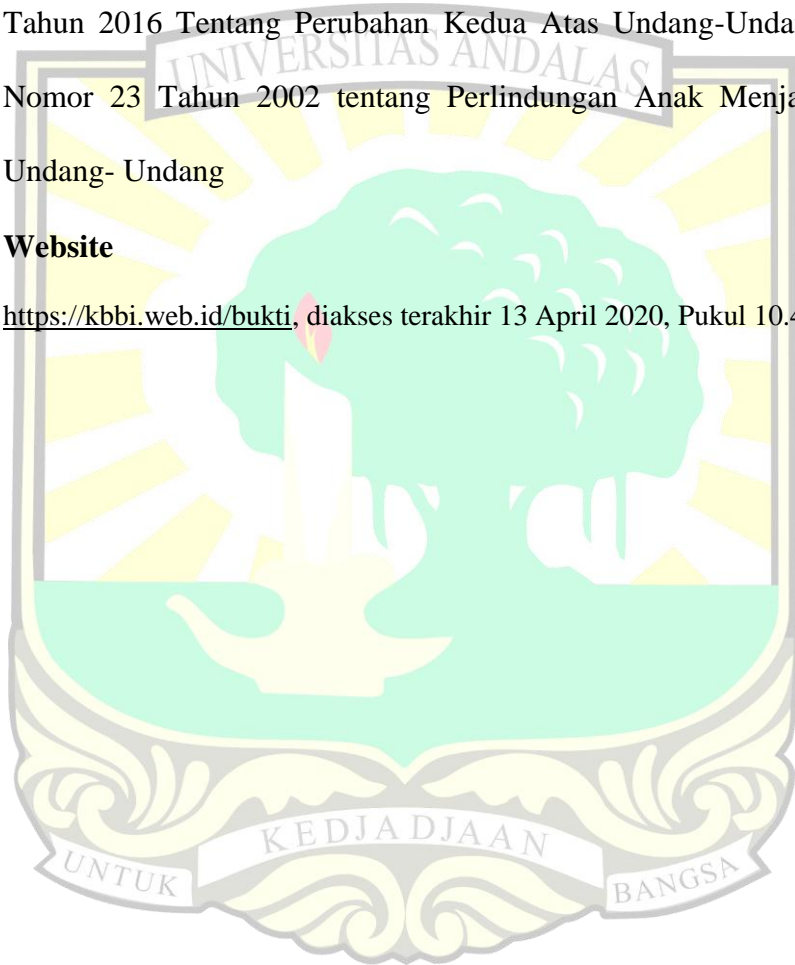 Tahun 2016 Tentang Perubahan Kedua Atas Undang-Unda
UNIVERSITAS ANDALAS
Nomor 23 Tahun 2002 tentang Perlindungan Anak Menja
Undang- Undang
Website
https://kbbi.web.id/bukti, diakses terakhir 13 April 2020, Pukul 10.4
UNTUK KEDJADJAAN BANGSA